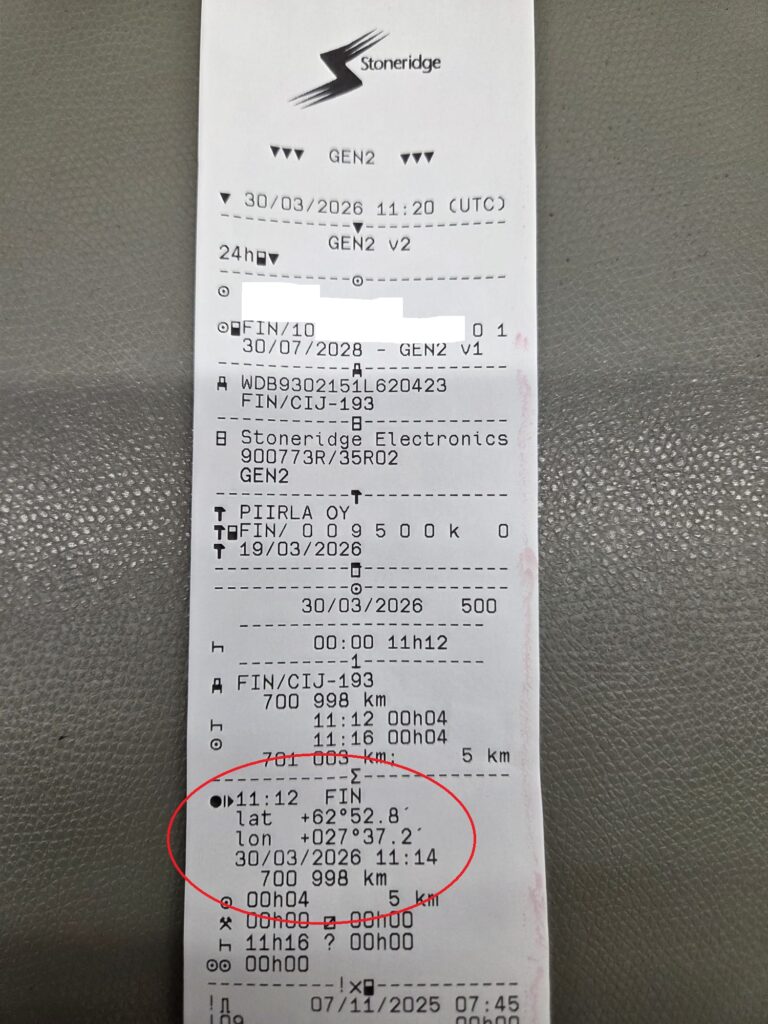 Stoneridge
▼▼▼ GEN2 ▼▼▼
▼ 30/03/2026 11:20 (UTC)
GEN2 v2
24h▼
FIN/10 0 1
30/07/2028 - GEN2 v1
WDB9302151L620423
FIN/CIJ-193
Stoneridge Electronics
900773R/35R02
GEN2
PIIRLA OY
FIN/ 0 0 9 5 0 0 k 0
19/03/2026
30/03/2026 500
00:00 11h12
1
FIN/CIJ-193
700 998 km
11:12 00h04
11:16 00h04
701 003 km; 5 km
Σ
11:12 FIN
lat +62°52.8´
lon +027°37.2´
30/03/2026 11:14
700 998 km
00h04 5 km
00h00 00h00
11h16 ? 00h00
00h00
!×
! 07/11/2025 07:45